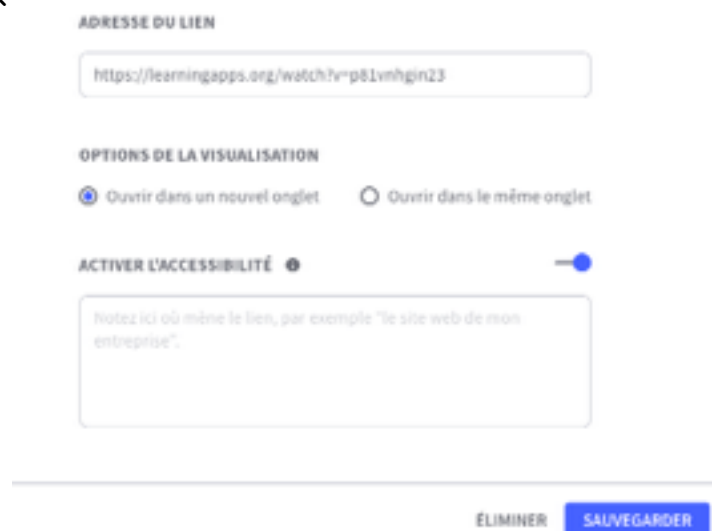 ADRESSE DU LIEN
https://learningapps.org/watch?v=p81vnhgin23
OPTIONS DE LA VISUALISATION
Ouvrir dans un nouvel onglet Ouvrir dans le même onglet
ACTIVER L'ACCESSIBILITÉ
Notez ici où mène le lien, par exemple "le site web de mon
entreprise".
ÉLIMINER SAUVEGARDER